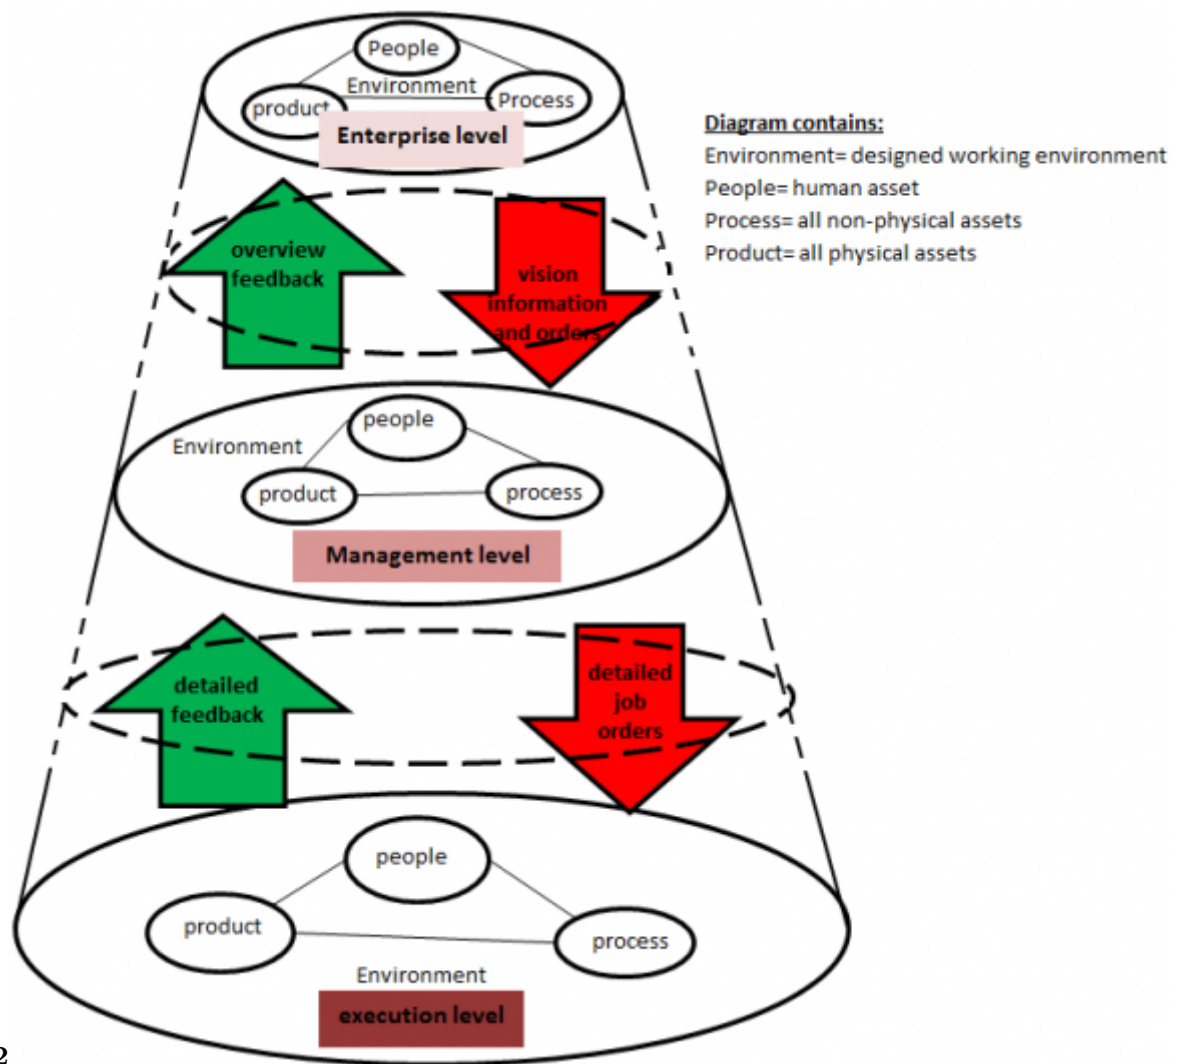 People
Environment
product
Process
Enterprise level
Diagram contains:
Environment= designed working environment
People= human asset
Process= all non-physical assets
Product= all physical assets
overview
feedback
vision
information
and orders
people
Environment
product
process
Management level
detailed
feedback
detailed
job
orders
people
product
process
Environment
execution level
2